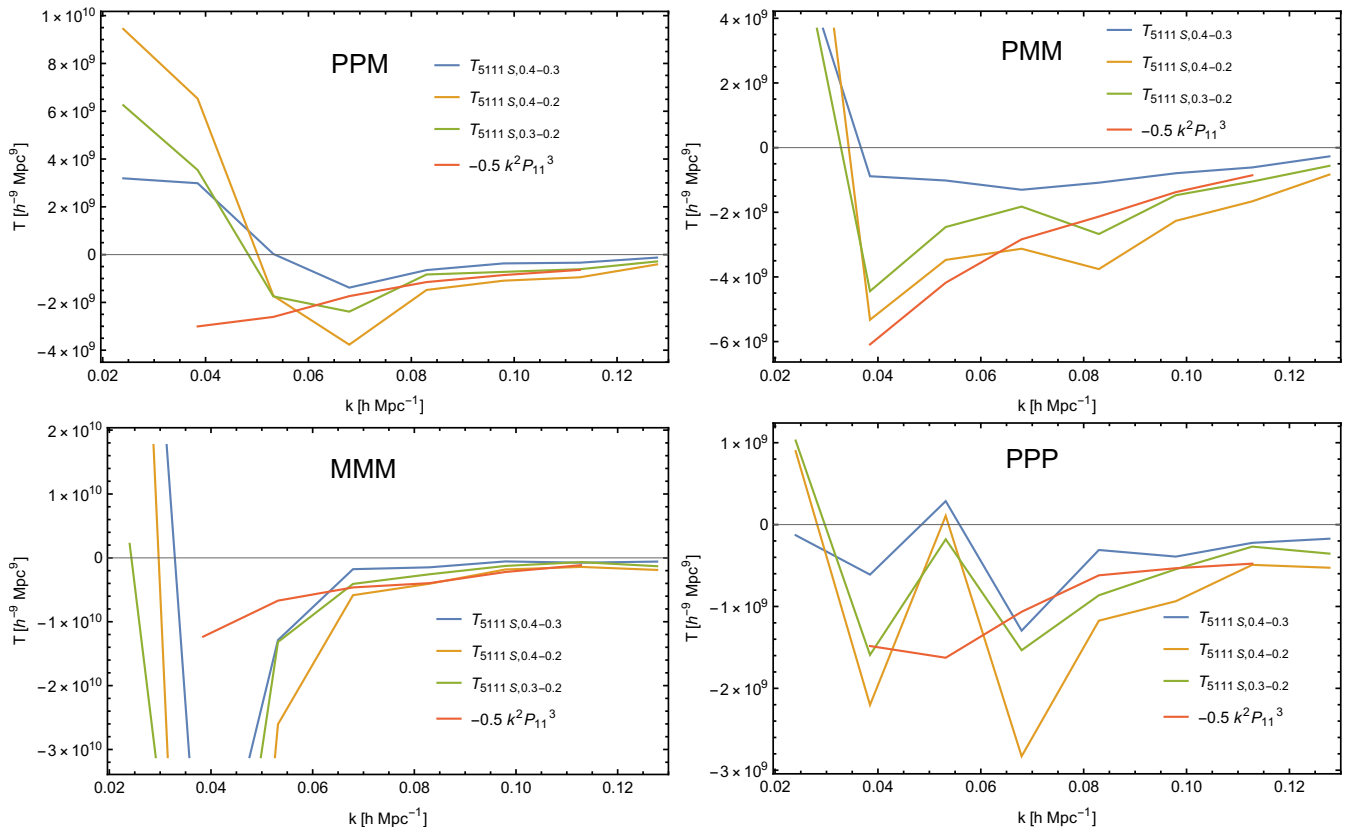 PPM
T [h⁻⁹ Mpc⁹]
1 × 10¹⁰
8 × 10⁹
6 × 10⁹
4 × 10⁹
2 × 10⁹
0
−2 × 10⁹
−4 × 10⁹
T5111 S,0.4−0.3
T5111 S,0.4−0.2
T5111 S,0.3−0.2
−0.5 k²P₁₁³
0.02 0.04 0.06 0.08 0.10 0.12
k [h Mpc⁻¹]
PMM
T [h⁻⁹ Mpc⁹]
4 × 10⁹
2 × 10⁹
0
−2 × 10⁹
−4 × 10⁹
−6 × 10⁹
T5111 S,0.4−0.3
T5111 S,0.4−0.2
T5111 S,0.3−0.2
−0.5 k²P₁₁³
0.02 0.04 0.06 0.08 0.10 0.12
k [h Mpc⁻¹]
MMM
T [h⁻⁹ Mpc⁹]
2 × 10¹⁰
1 × 10¹⁰
0
−1 × 10¹⁰
−2 × 10¹⁰
−3 × 10¹⁰
T5111 S,0.4−0.3
T5111 S,0.4−0.2
T5111 S,0.3−0.2
−0.5 k²P₁₁³
0.02 0.04 0.06 0.08 0.10 0.12
k [h Mpc⁻¹]
PPP
T [h⁻⁹ Mpc⁹]
1 × 10⁹
0
−1 × 10⁹
−2 × 10⁹
−3 × 10⁹
T5111 S,0.4−0.3
T5111 S,0.4−0.2
T5111 S,0.3−0.2
−0.5 k²P₁₁³
0.02 0.04 0.06 0.08 0.10 0.12
k [h Mpc⁻¹]